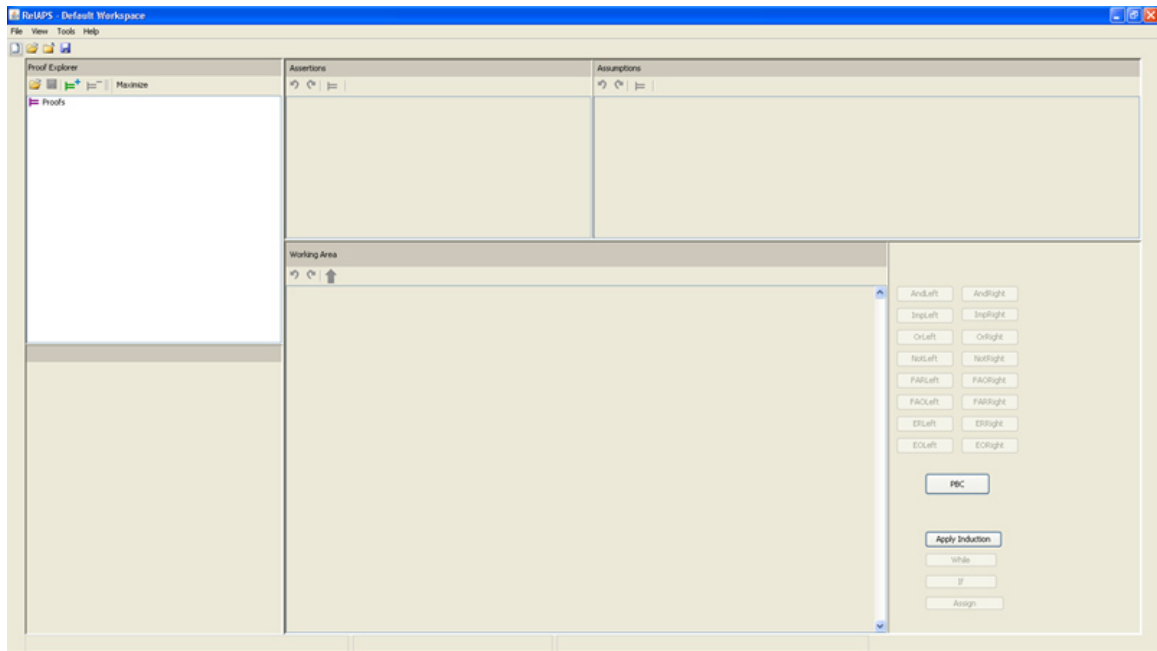 RelAPS - Default Workspace
File View Tools Help
Proof Explorer
Maximize
Proofs
Assertions
Assumptions
Working Area
AndLeft AndRight
ImpLeft ImpRight
OrLeft OrRight
NotLeft NotRight
FARLeft FAORight
FAOLeft FARRight
ERLeft ERRight
EOLeft EORight
PBC
Apply Induction
While
If
Assign